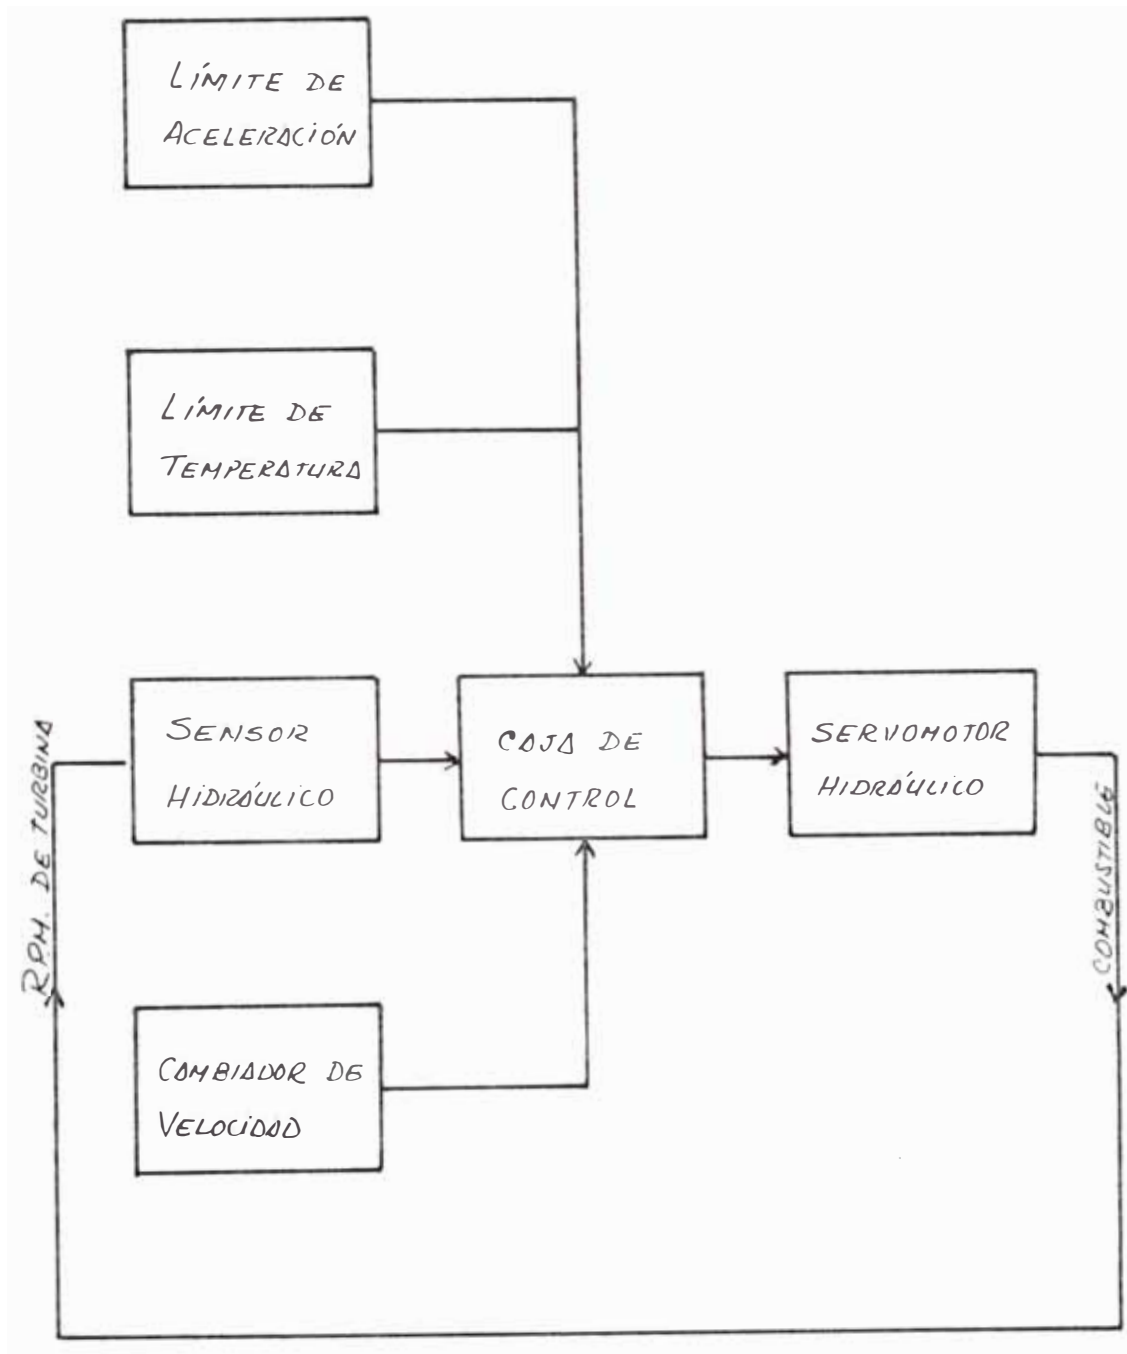 LÍMITE DE
ACELERACIÓN
LÍMITE DE
TEMPERATURA
SENSOR
HIDRÁULICO
CAJA DE
CONTROL
SERVOMOTOR
HIDRÁULICO
RPM. DE TURBINA
COMBUSTIBLE
CAMBIADOR DE
VELOCIDAD